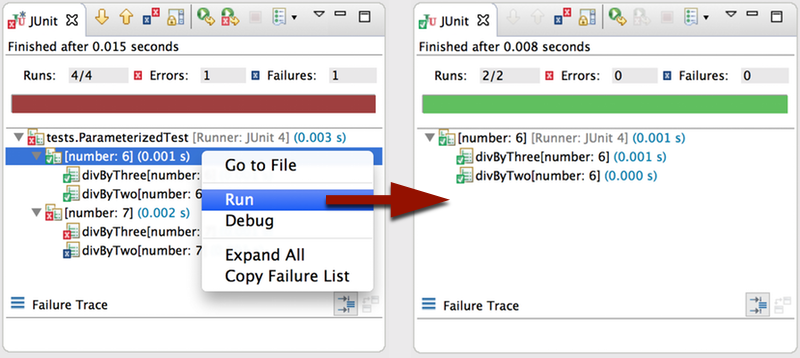 JUnit
Finished after 0.015 seconds
Runs: 4/4 Errors: 1 Failures: 1
tests.ParameterizedTest [Runner: JUnit 4] (0.003 s)
[number: 6] (0.001 s)
divByThree[number:
divByTwo[number: 6
[number: 7] (0.002 s)
divByThree[number:
divByTwo[number: 7
Go to File
Run
Debug
Expand All
Copy Failure List
Failure Trace
JUnit
Finished after 0.008 seconds
Runs: 2/2 Errors: 0 Failures: 0
[number: 6] [Runner: JUnit 4] (0.001 s)
divByThree[number: 6] (0.001 s)
divByTwo[number: 6] (0.000 s)
Failure Trace